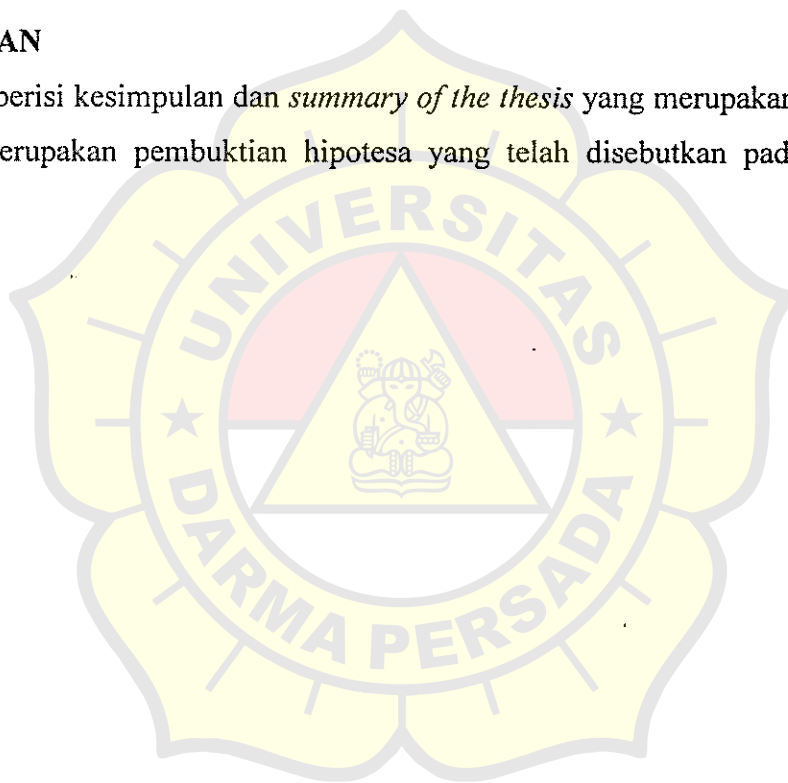 AN
berisi kesimpulan dan summary of the thesis yang merupakan
erupakan pembuktian hipotesa yang telah disebutkan pad
UNIVERSITAS
DARMA PERSADA